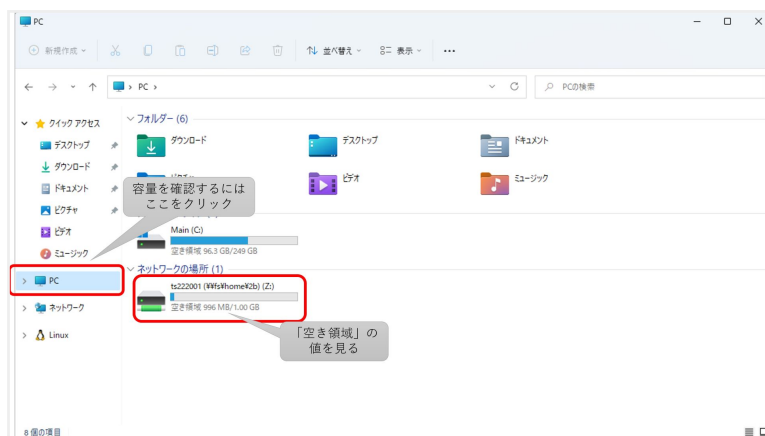 PC
新規作成
並べ替え
表示
PC
PCの検索
クイック アクセス
デスクトップ
ダウンロード
ドキュメント
ピクチャ
ビデオ
ミュージック
PC
ネットワーク
Linux
フォルダー (6)
ダウンロード
デスクトップ
ドキュメント
ビデオ
ミュージック
容量を確認するには
ここをクリック
Main (C:)
空き領域 96.3 GB/249 GB
ネットワークの場所 (1)
ts222001 (¥¥fs¥home¥2b) (Z:)
空き領域 996 MB/1.00 GB
「空き領域」の
値を見る
8 個の項目